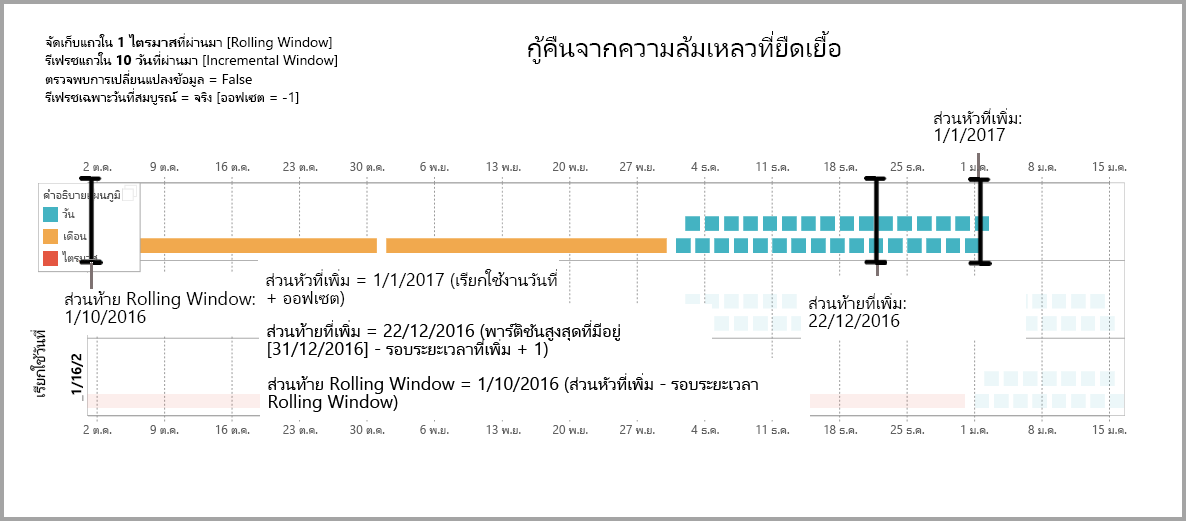 จัดเก็บแถวใน 1 ไตรมาสที่ผ่านมา [Rolling Window]
รีเฟรชแถวใน 10 วันที่ผ่านมา [Incremental Window]
ตรวจพบการเปลี่ยนแปลงข้อมูล = False
รีเฟรชเฉพาะวันที่สมบูรณ์ = จริง [ออฟเซต = -1]
กู้คืนจากความล้มเหลวที่ยืดเยื้อ
ส่วนหัวที่เพิ่ม:
1/1/2017
2 ต.ค. 9 ต.ค. 16 ต.ค. 23 ต.ค. 30 ต.ค. 6 พ.ย. 13 พ.ย. 20 พ.ย. 27 พ.ย. 4 ธ.ค. 11 ธ.ค. 18 ธ.ค. 25 ธ.ค. 1 ม.ค. 8 ม.ค. 15 ม.ค.
คำอธิบายแผนภูมิ
วัน
เดือน
ไตรมาส
ส่วนท้าย Rolling Window:
1/10/2016
ส่วนหัวที่เพิ่ม = 1/1/2017 (เรียกใช้งานวันที่
+ ออฟเซต)
ส่วนท้ายที่เพิ่ม:
22/12/2016
ส่วนท้ายที่เพิ่ม = 22/12/2016 (พาร์ติชันสูงสุดที่มีอยู่
[31/12/2016] - รอบระยะเวลาที่เพิ่ม + 1)
ส่วนท้าย Rolling Window = 1/10/2016 (ส่วนหัวที่เพิ่ม - รอบระยะเวลา
Rolling Window)
เรียกใช้วันที่
1/16/2
2 ต.ค. 9 ต.ค. 16 ต.ค. 23 ต.ค. 30 ต.ค. 6 พ.ย. 13 พ.ย. 20 พ.ย. 27 พ.ย. 4 ธ.ค. 11 ธ.ค. 18 ธ.ค. 25 ธ.ค. 1 ม.ค. 8 ม.ค. 15 ม.ค.